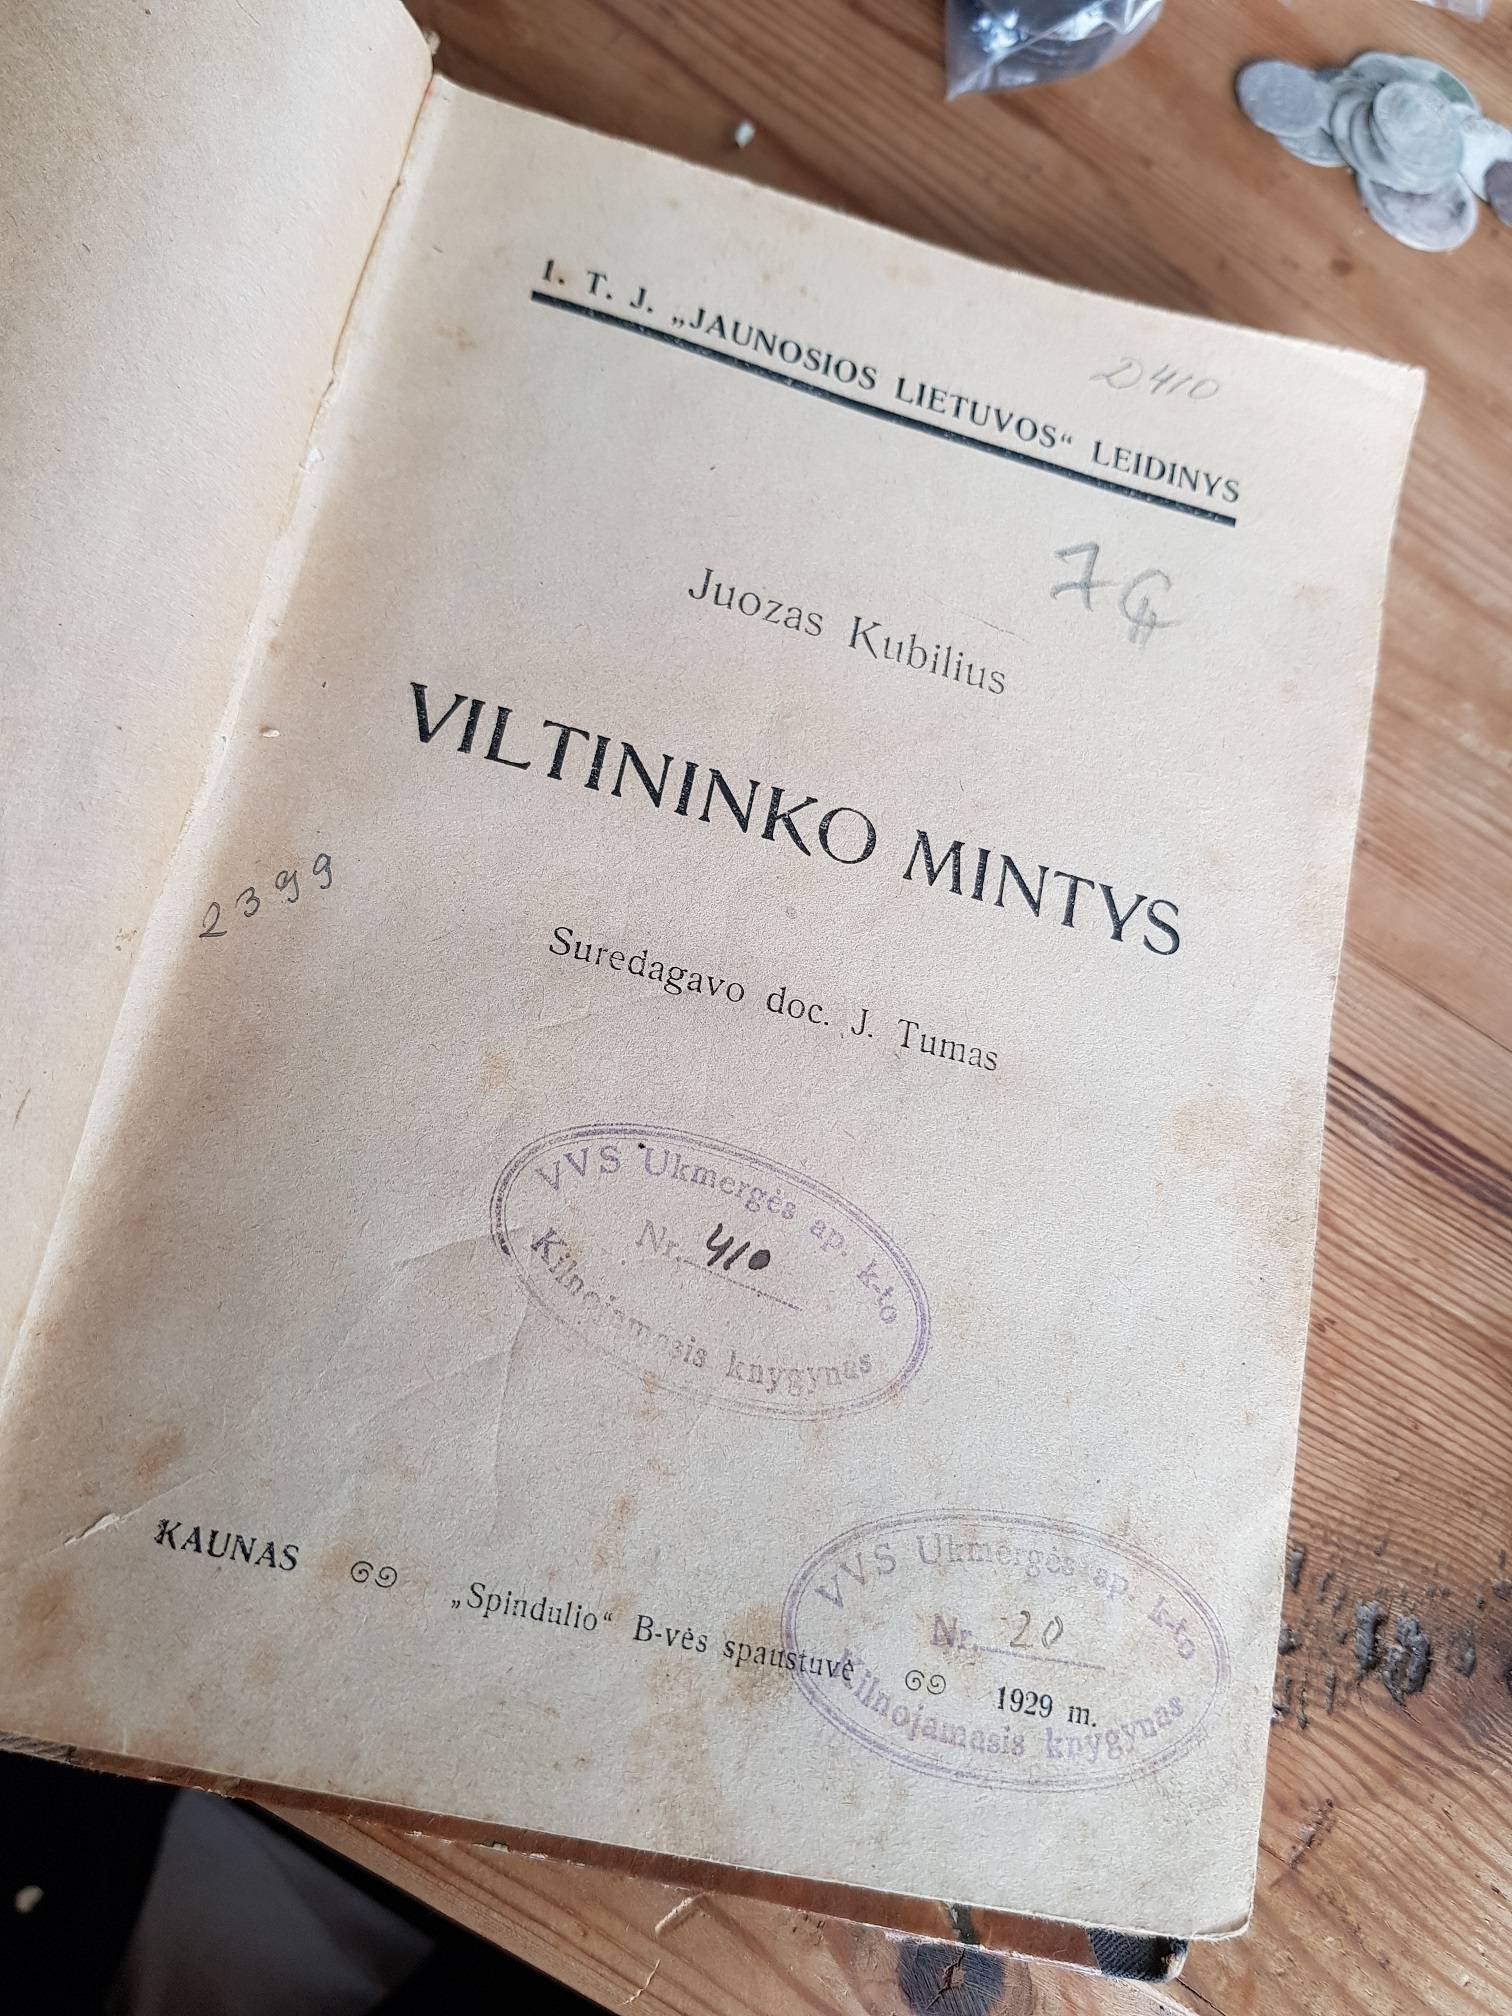 I. T. J. „JAUNOSIOS LIETUVOS“ LEIDINYS
D410
Juozas Kubilius
VILTININKO MINTYS
2399
Suredagavo doc. J. Tumas
VVS Ukmergės ap. k-to
Nr. 410
Kilnojamasis knygynas
KAUNAS „Spindulio“ B-vės spaustuvė 1929 m.
VVS Ukmergės ap. k-to
Nr. 20
Kilnojamasis knygynas